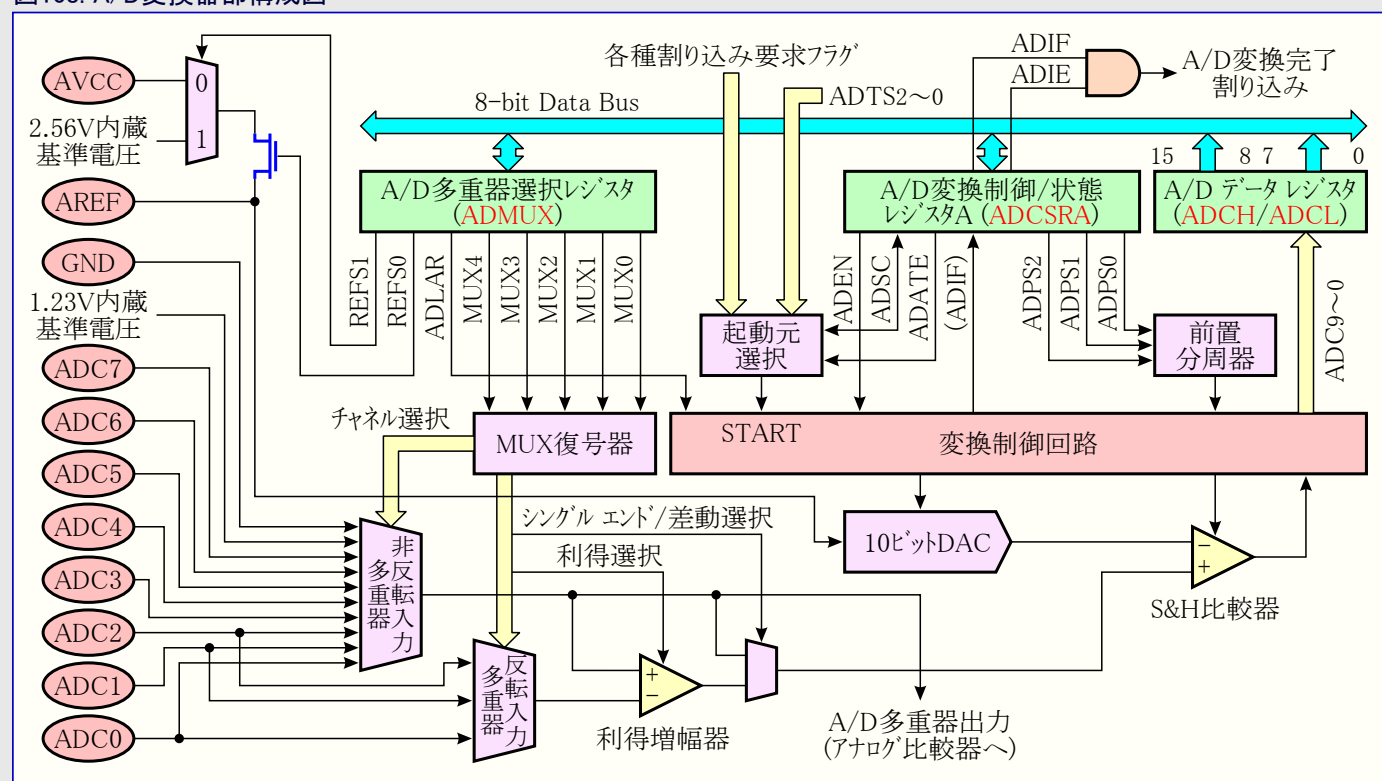 各種割り込み要求フラグ
ADIF
ADIE
A/D変換完了
割り込み
AVCC
0
1
2.56V内蔵
基準電圧
AREF
GND
1.23V内蔵
基準電圧
ADC7
ADC6
ADC5
ADC4
ADC3
ADC2
ADC1
ADC0
8-bit Data Bus
ADTS2～0
15
8 7
0
A/D多重器選択レジスタ
(ADMUX)
A/D変換制御/状態
レジスタA (ADCSRA)
A/D データ レジスタ
(ADCH/ADCL)
REFS1
REFS0
ADLAR
MUX4
MUX3
MUX2
MUX1
MUX0
ADEN
ADSC
ADATE
(ADIF)
ADPS2
ADPS1
ADPS0
ADC9～0
起動元
選択
前置
分周器
チャネル選択
MUX復号器
START
変換制御回路
シングル エンド/差動選択
利得選択
10ビットDAC
−
+
S&H比較器
非反転入力
多重器
反転入力
多重器
+
−
利得増幅器
A/D多重器出力
(アナログ比較器へ)